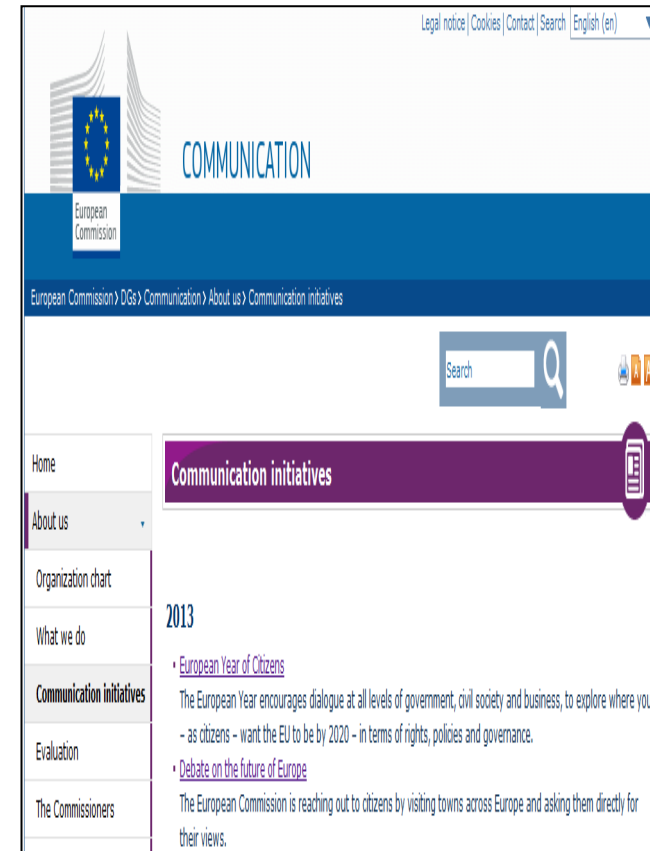 Legal notice | Cookies | Contact | Search English (en)
COMMUNICATION
European
Commission
European Commission > DGs > Communication > About us > Communication initiatives
Search
Home
Communication initiatives
About us
Organization chart
2013
What we do
• European Year of Citizens
Communication initiatives
The European Year encourages dialogue at all levels of government, civil society and business, to explore where you
– as citizens – want the EU to be by 2020 – in terms of rights, policies and governance.
Evaluation
• Debate on the future of Europe
The Commissioners
The European Commission is reaching out to citizens by visiting towns across Europe and asking them directly for
their views.